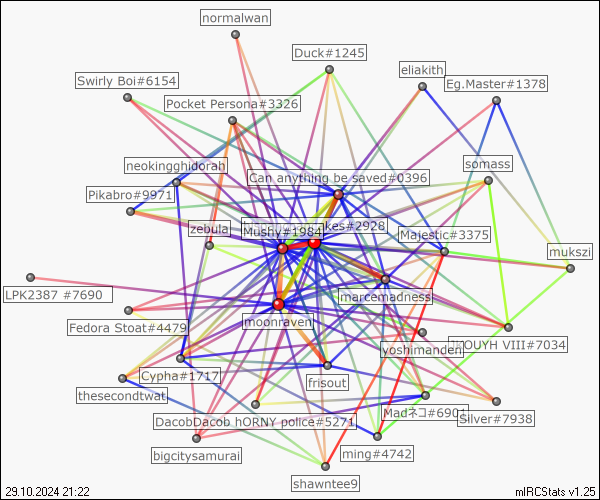 normalwan
Duck#1245
eliakith
Swirly Boi#6154
Eg.Master#1378
Pocket Persona#3326
neokingghidorah
somass
Can anything be saved#0396
Pikabro#9971
zebula
Mushy#1984
kes#2928
Majestic#3375
mukszi
LPK2387 #7690
marcemadness
Fedora Stoat#4479
moonraven
OUYH VIII#7034
yoshimanden
Cypha#1717
frisout
thesecondtwat
DacobDacob hORNY police#5271
Madネコ#6901
Silver#7938
bigcitysamurai
ming#4742
shawntee9
29.10.2024 21:22
mIRCStats v1.25